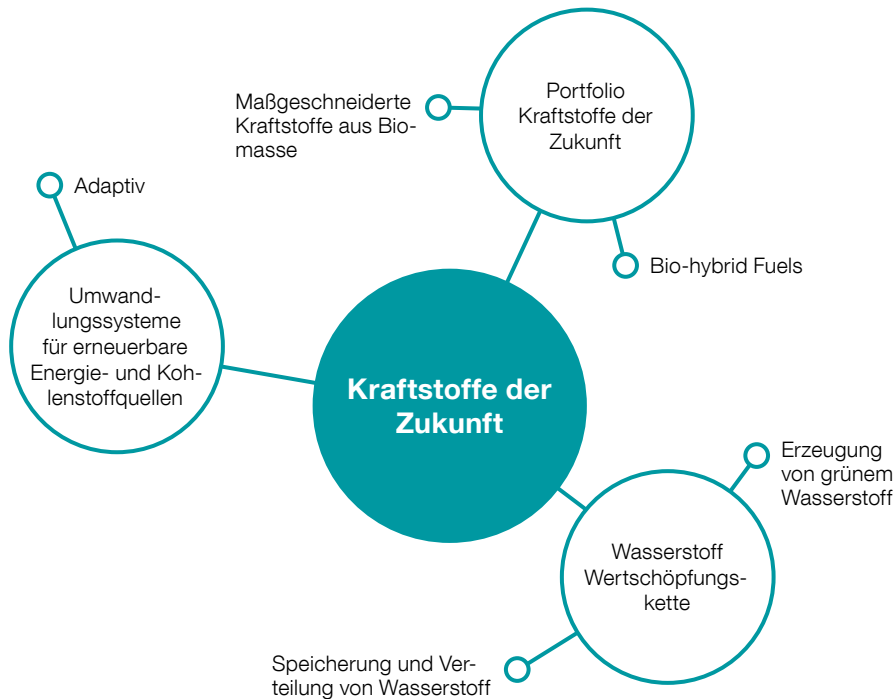 Portfolio
Kraftstoffe der
Zukunft
Maßgeschneiderte
Kraftstoffe aus Bio-
masse
Bio-hybrid Fuels
Adaptiv
Umwand-
lungssysteme
für erneuerbare
Energie- und Koh-
lenstoffquellen
Kraftstoffe der
Zukunft
Erzeugung
von grünem
Wasserstoff
Wasserstoff
Wertschöpfungs-
kette
Speicherung und Ver-
teilung von Wasserstoff